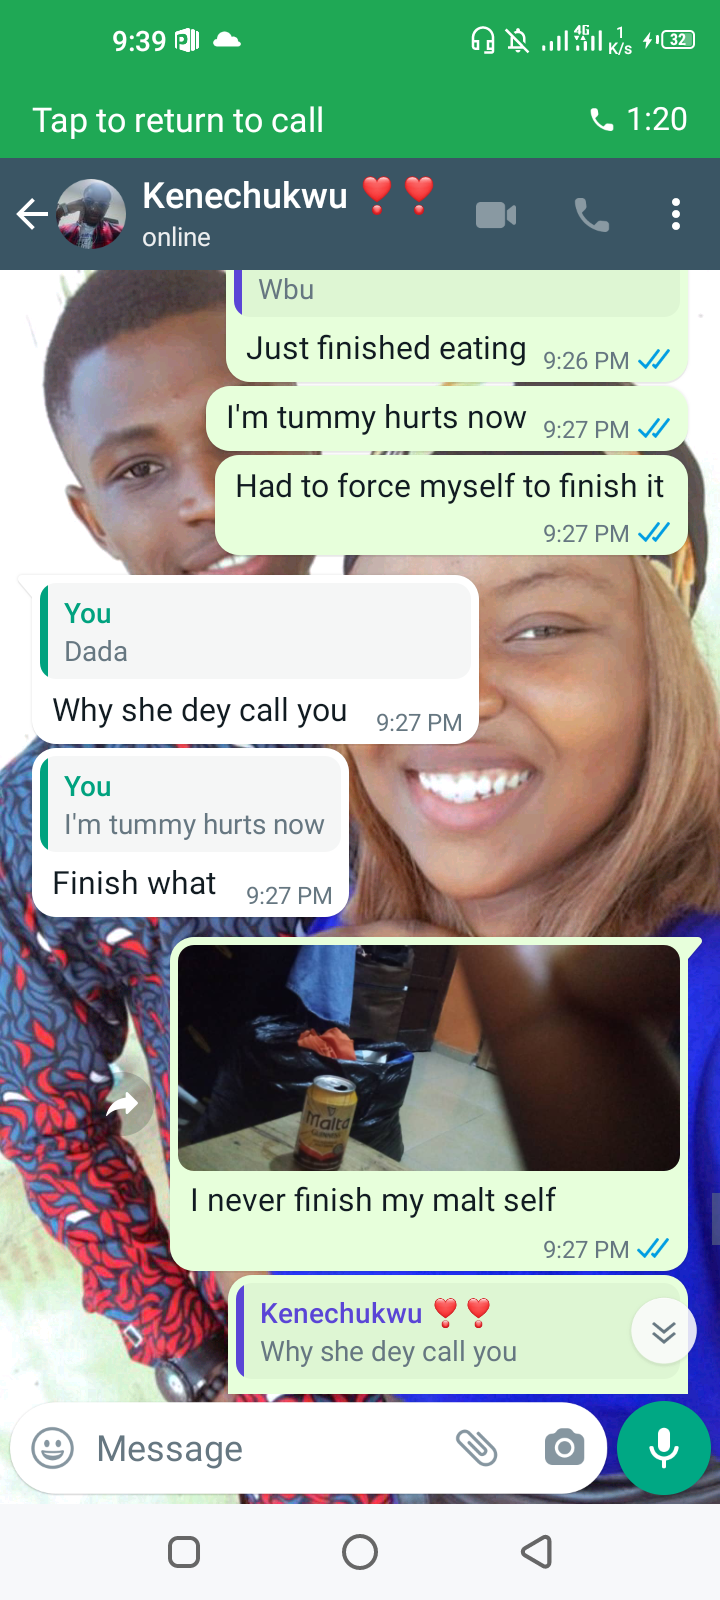 9:39
4G
1
K/s
32
Tap to return to call
1:20
Kenechukwu ❣️❣️
online
Wbu
Just finished eating
9:26 PM
I'm tummy hurts now
9:27 PM
Had to force myself to finish it
9:27 PM
You
Dada
Why she dey call you
9:27 PM
You
I'm tummy hurts now
Finish what
9:27 PM
Malta
I never finish my malt self
9:27 PM
Kenechukwu ❣️❣️
Why she dey call you
Message